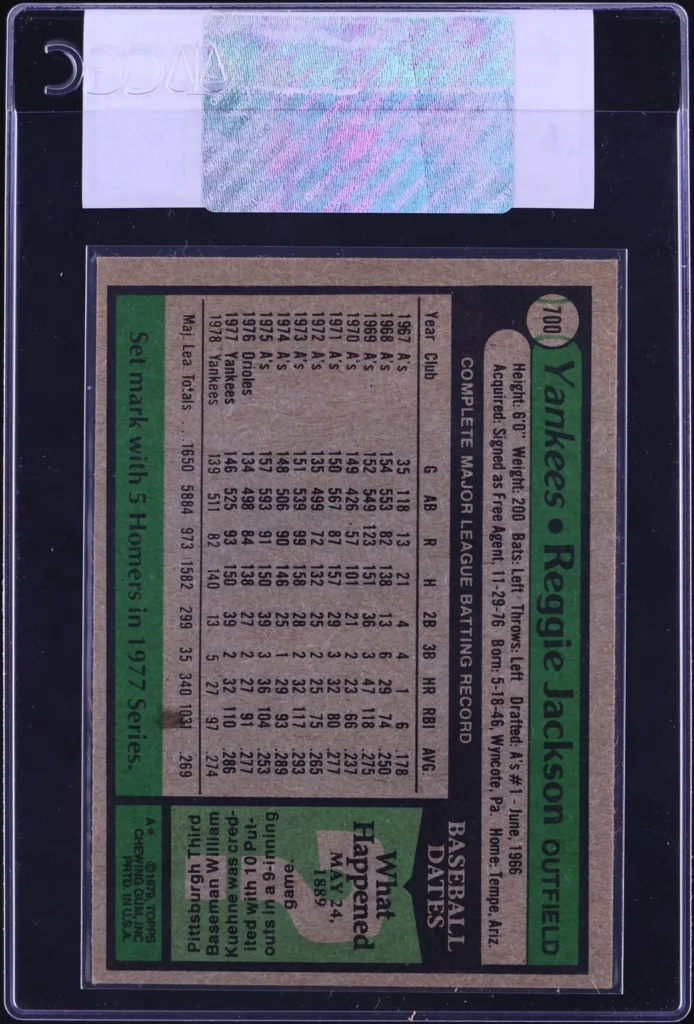 CGC
700
Yankees • Reggie Jackson OUTFIELD
Height: 6'0" Weight: 200 Bats: Left Throws: Left Drafted: A's #1 - June, 1966
Acquired: Signed as Free Agent, 11-29-76 Born: 5-18-46, Wyncote, Pa. Home: Tempe, Ariz.
COMPLETE MAJOR LEAGUE BATTING RECORD
Year Club G AB R H 2B 3B HR RBI AVG.
1967 A's 35 118 13 21 4 4 1 6 .178
1968 A's 154 553 82 138 13 6 29 74 .250
1969 A's 152 549 123 151 36 3 47 118 .275
1970 A's 149 426 57 101 21 2 23 66 .237
1971 A's 150 567 87 157 29 3 32 80 .277
1972 A's 135 499 72 132 25 2 25 75 .265
1973 A's 151 539 99 158 28 2 32 117 .293
1974 A's 148 506 90 146 25 1 29 93 .289
1975 A's 157 593 91 150 39 3 36 104 .253
1976 Orioles 134 498 84 138 27 2 27 91 .277
1977 Yankees 146 525 93 150 39 2 32 110 .286
1978 Yankees 139 511 82 140 13 5 27 97 .274
Maj. Lea. Totals . . . 1650 5884 973 1582 299 35 340 1031 .269
Set mark with 5 Homers in 1977 Series.
BASEBALL
DATES
What
Happened
MAY 24,
1889
?
Pittsburgh Third
Baseman William
Kuehne was cred-
ited with 10 Put-
outs in a 9-inning
game.
A* ©1979, TOPPS
CHEWING GUM, INC
PRTD. IN U.S.A.